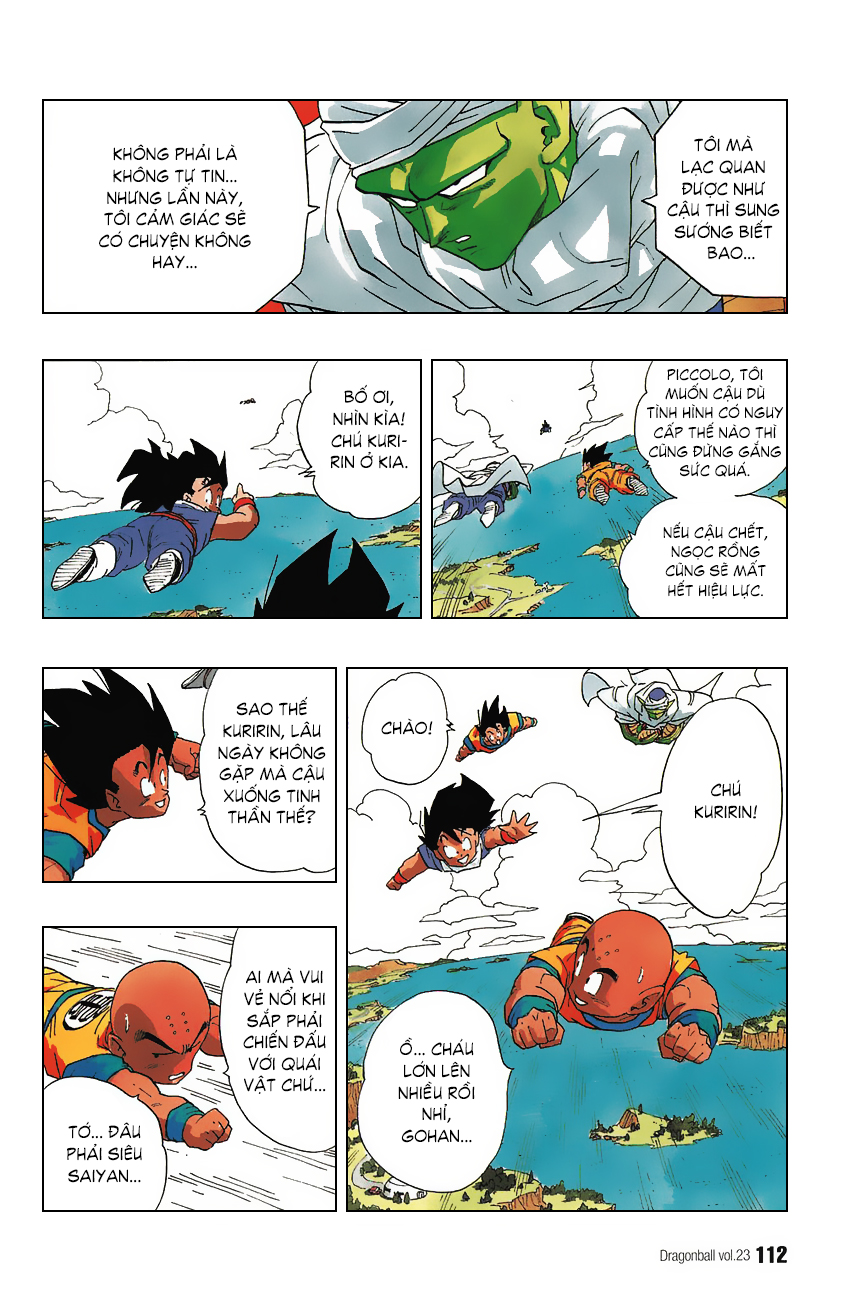 TÔI MÀ
LẠC QUAN
ĐƯỢC NHƯ
CẬU THÌ SUNG
SƯỚNG BIẾT
BAO...
KHÔNG PHẢI LÀ
KHÔNG TỰ TIN...
NHƯNG LẦN NÀY,
TÔI CẢM GIÁC SẼ
CÓ CHUYỆN KHÔNG
HAY...
PICCOLO, TÔI
MUỐN CẬU DÙ
TÌNH HÌNH CÓ NGUY
CẤP THẾ NÀO THÌ
CŨNG ĐỪNG GẮNG
SỨC QUÁ.
NẾU CẬU CHẾT,
NGỌC RỒNG
CŨNG SẼ MẤT
HẾT HIỆU LỰC.
BỐ ƠI,
NHÌN KÌA!
CHÚ KURI-
RIN Ở KIA.
CHÚ
KURIRIN!
CHÀO!
Ồ... CHÁU
LỚN LÊN
NHIỀU RỒI
NHỈ,
GOHAN...
SAO THẾ
KURIRIN, LÂU
NGÀY KHÔNG
GẶP MÀ CẬU
XUỐNG TINH
THẦN THẾ?
AI MÀ VUI
VẺ NỔI KHI
SẮP PHẢI
CHIẾN ĐẤU
VỚI QUÁI
VẬT CHỨ...
TỚ... ĐÂU
PHẢI SIÊU
SAIYAN...
Dragonball vol.23 112